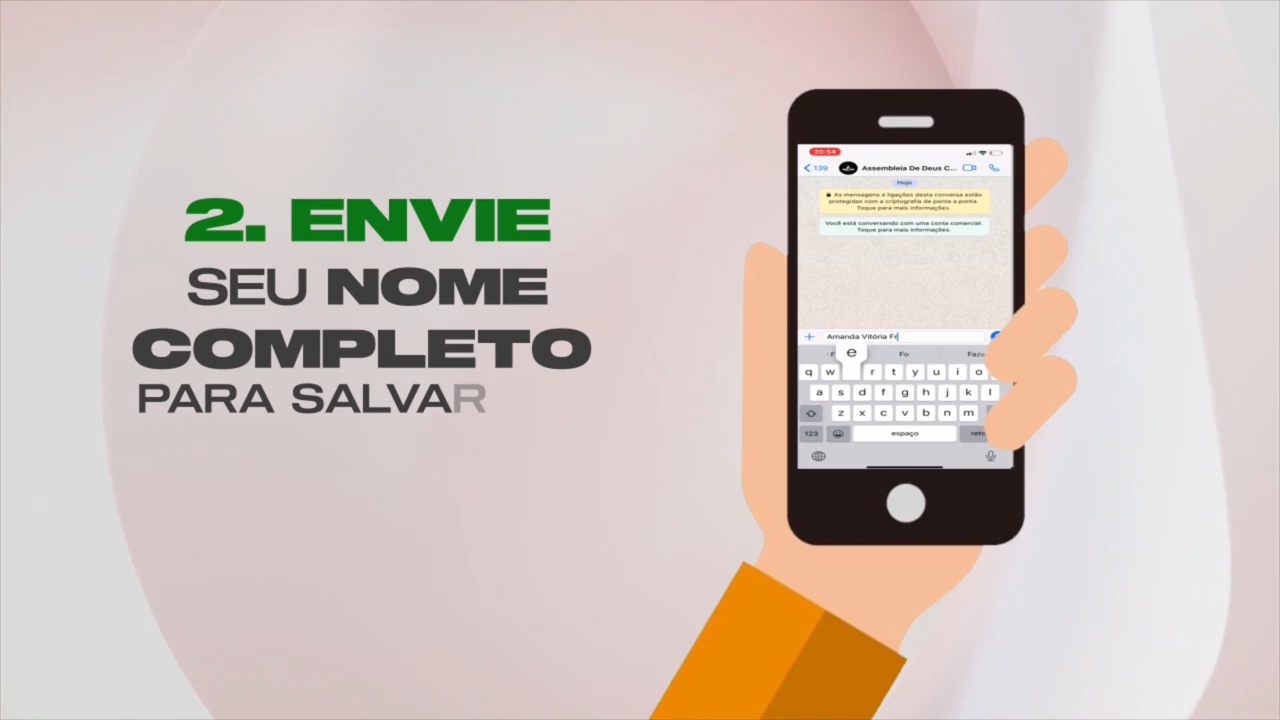 2. ENVIE
SEU NOME
COMPLETO
PARA SALVAR
20:54
139
Assembleia De Deus C...
Hoje
As mensagens e ligações desta conversa estão
protegidas com a criptografia de ponta a ponta.
Toque para mais informações.
Você está conversando com uma conta comercial.
Toque para mais informações.
Amanda Vitória Fr
e
Fo
q w r t y u i o
a s d f g h j k l
z x c v b n m
123
espaço